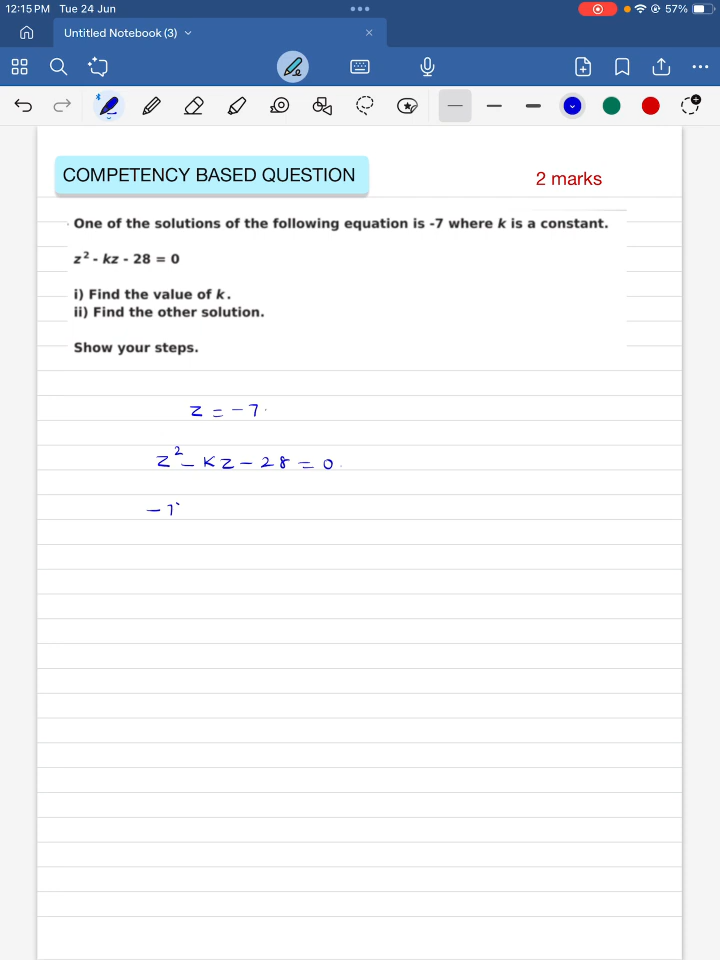 12:15 PM Tue 24 Jun 57%
Untitled Notebook (3)
COMPETENCY BASED QUESTION
2 marks
One of the solutions of the following equation is -7 where k is a constant.
z² - kz - 28 = 0
i) Find the value of k.
ii) Find the other solution.
Show your steps.
z = -7.
z² - kz - 28 = 0.
-7